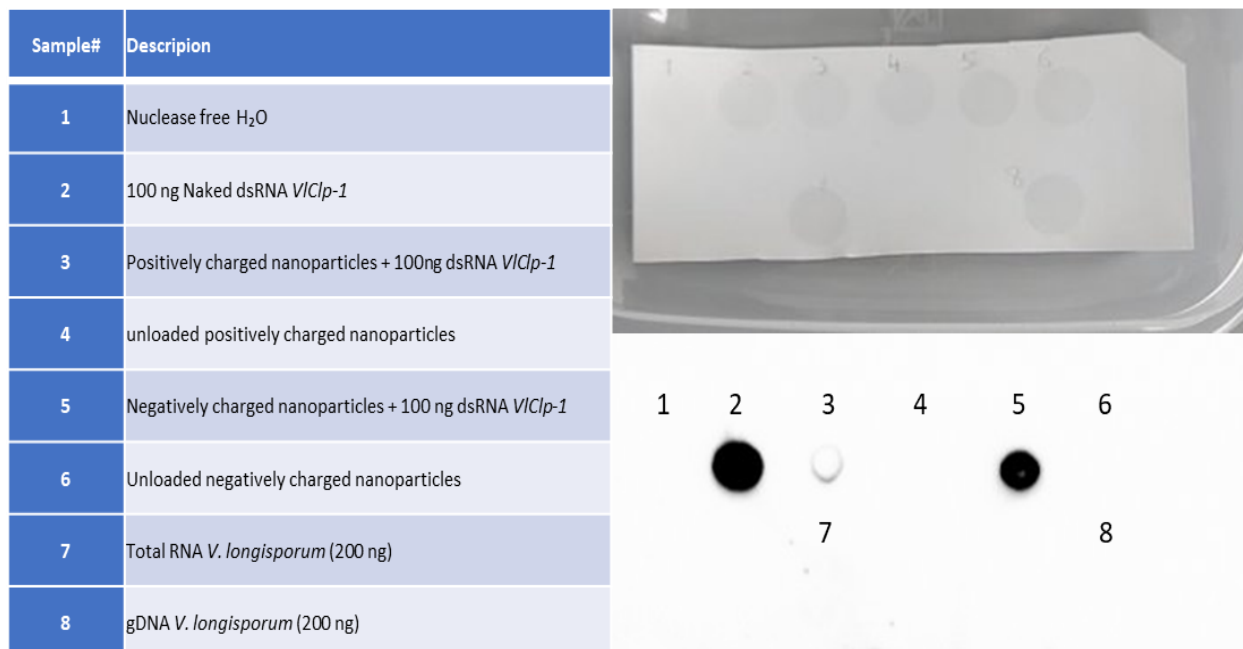 Sample# Descripion
1 Nuclease free H₂O
2 100 ng Naked dsRNA VlClp-1
3 Positively charged nanoparticles + 100ng dsRNA VlClp-1
4 unloaded positively charged nanoparticles
5 Negatively charged nanoparticles + 100 ng dsRNA VlClp-1
6 Unloaded negatively charged nanoparticles
7 Total RNA V. longisporum (200 ng)
8 gDNA V. longisporum (200 ng)
1 2 3 4 5 6
8
1 2 3 4 5 6
7 8